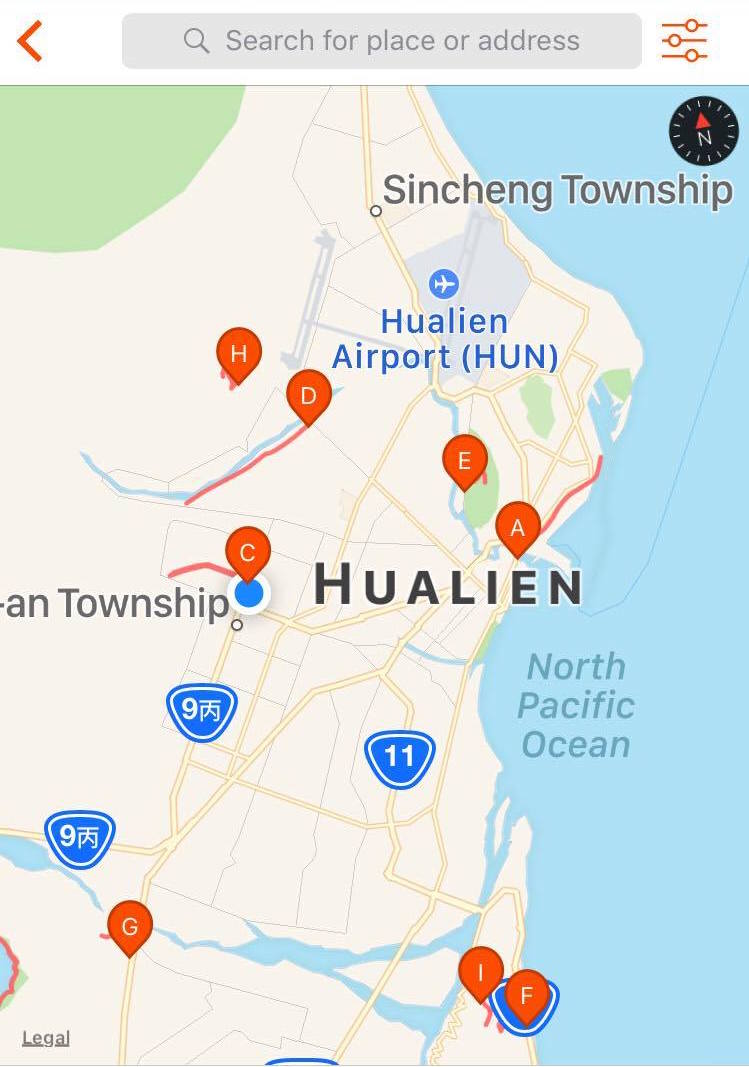 Search for place or address
N
Sincheng Township
Hualien
Airport (HUN)
H
D
E
A
C
HUALIEN
-an Township
North
Pacific
Ocean
9丙
11
9丙
G
I
F
Legal